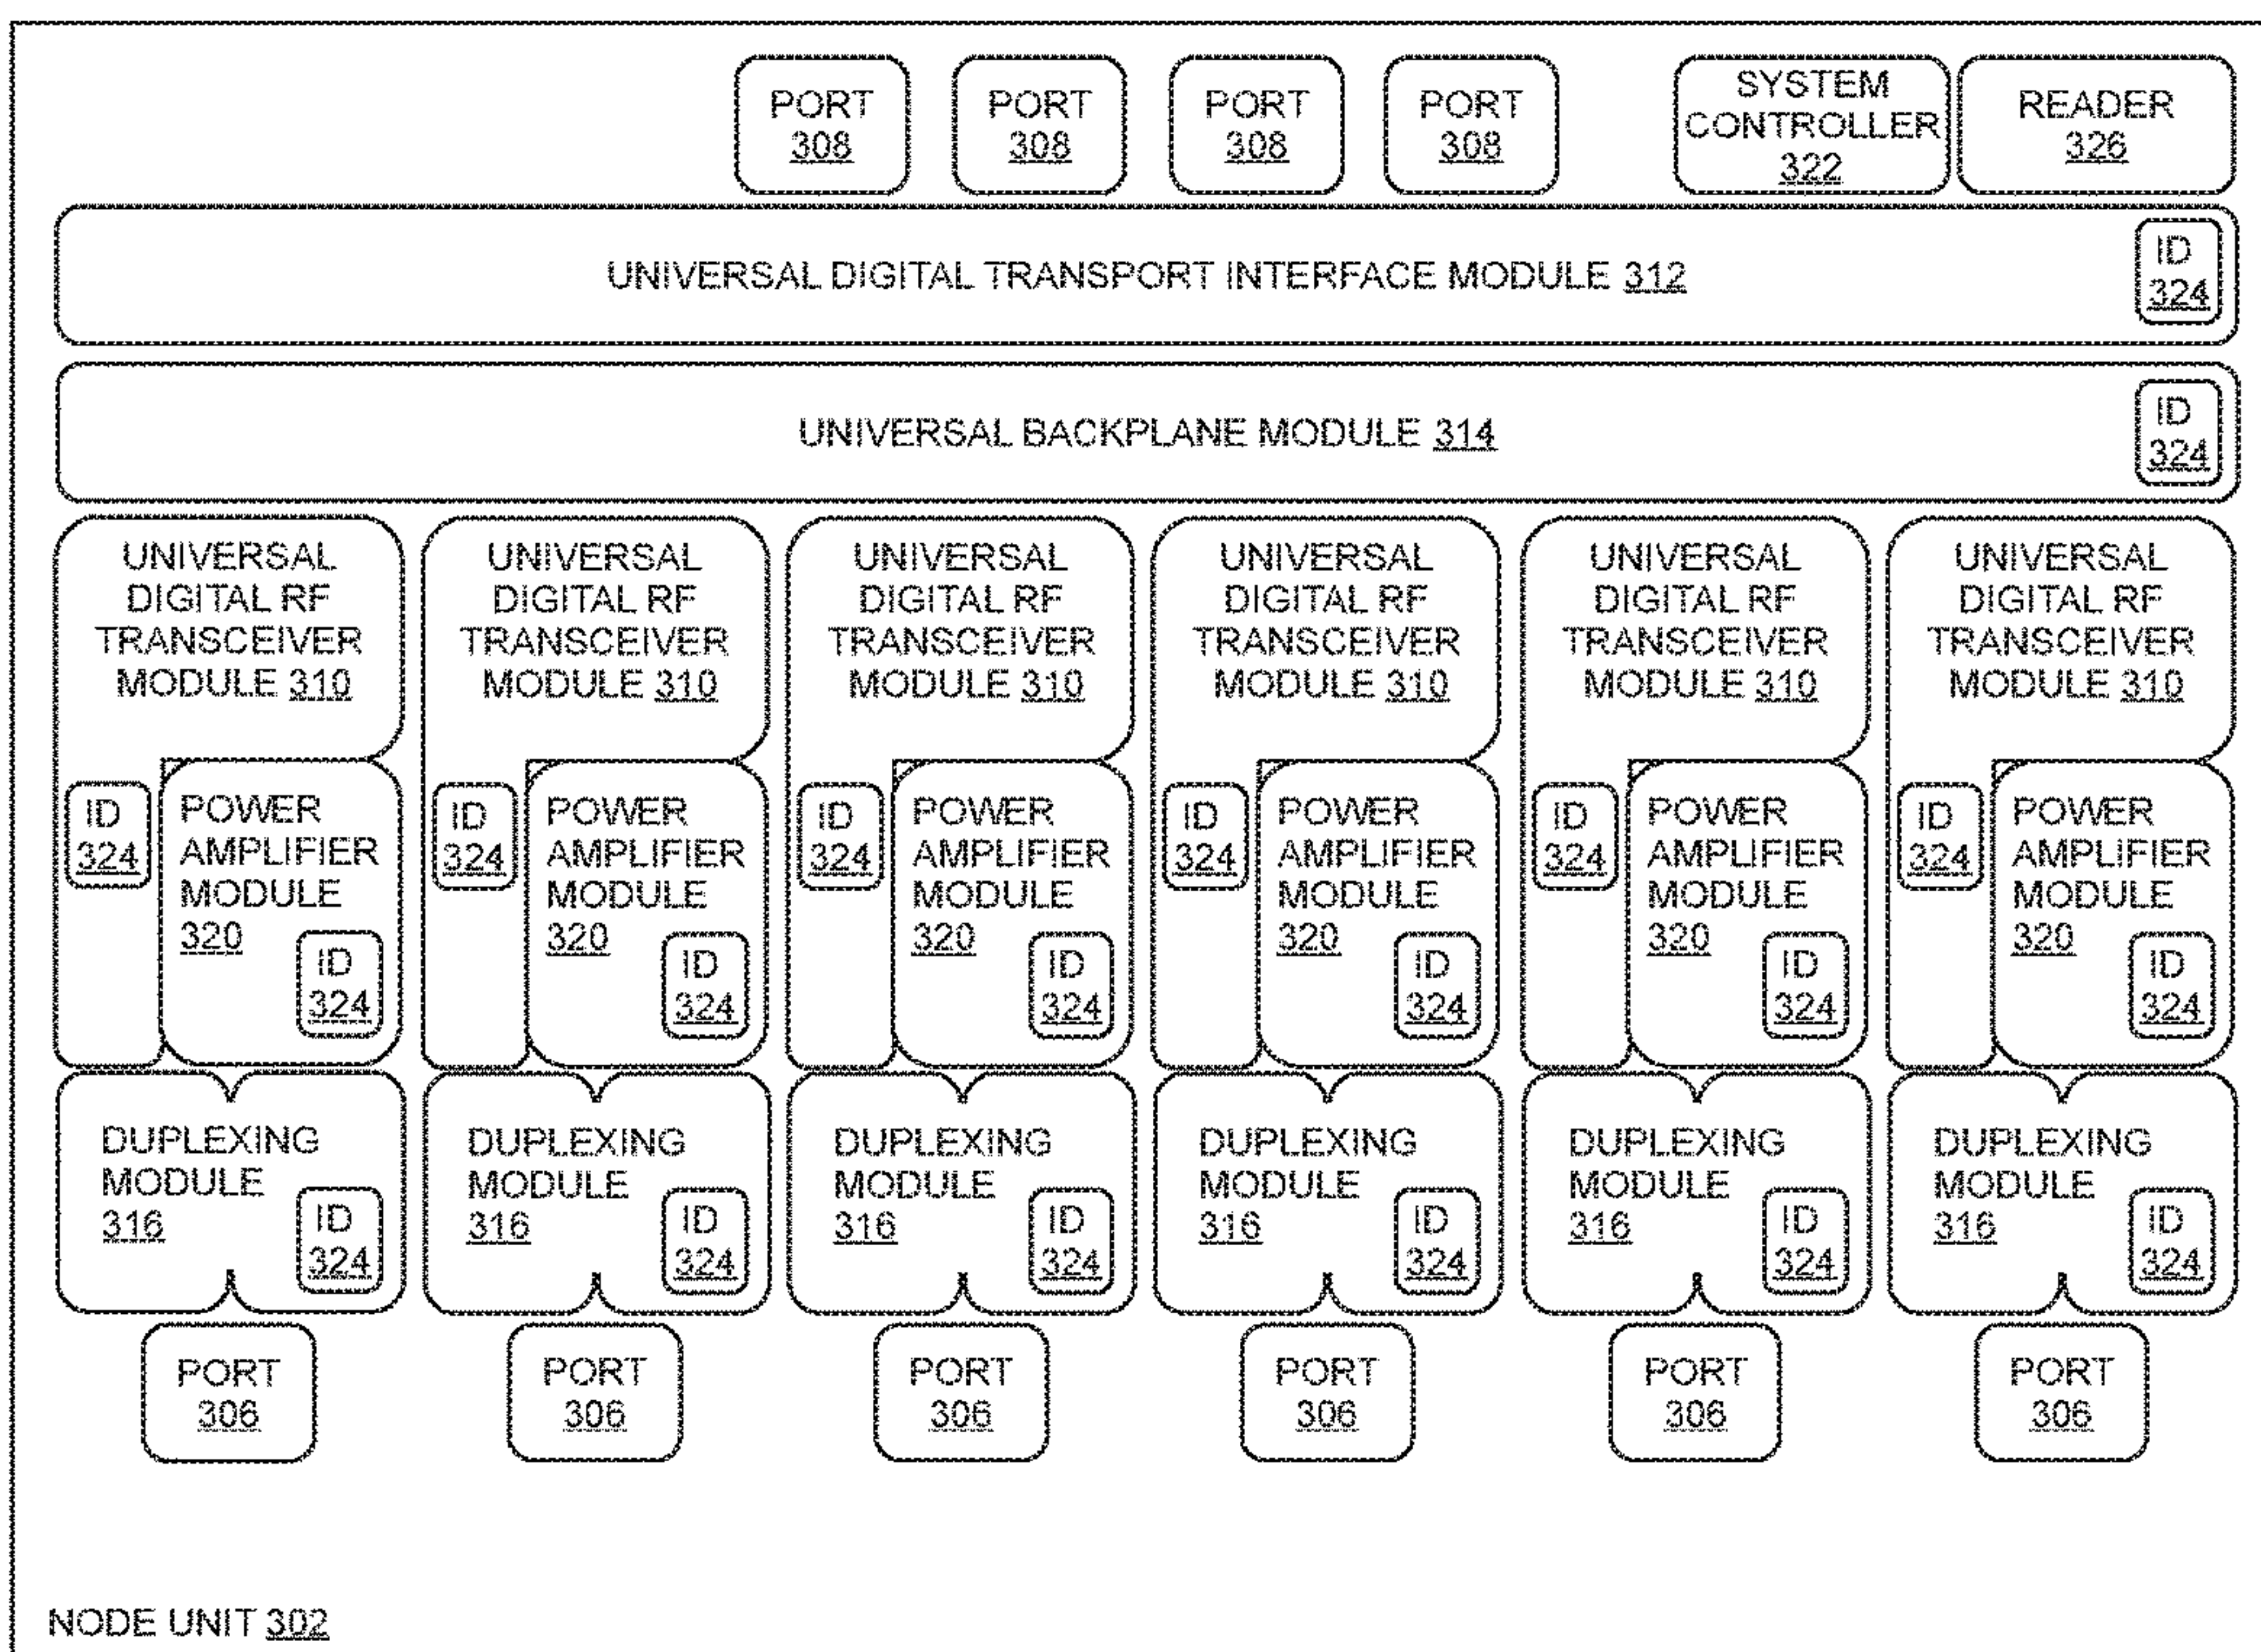 PORT
308
PORT
308
PORT
308
PORT
308
SYSTEM
CONTROLLER
322
READER
326
UNIVERSAL DIGITAL TRANSPORT INTERFACE MODULE 312
ID
324
UNIVERSAL BACKPLANE MODULE 314
ID
324
UNIVERSAL
DIGITAL RF
TRANSCEIVER
MODULE 310
UNIVERSAL
DIGITAL RF
TRANSCEIVER
MODULE 310
UNIVERSAL
DIGITAL RF
TRANSCEIVER
MODULE 310
UNIVERSAL
DIGITAL RF
TRANSCEIVER
MODULE 310
UNIVERSAL
DIGITAL RF
TRANSCEIVER
MODULE 310
UNIVERSAL
DIGITAL RF
TRANSCEIVER
MODULE 310
ID
324
POWER
AMPLIFIER
MODULE
320
ID
324
ID
324
POWER
AMPLIFIER
MODULE
320
ID
324
ID
324
POWER
AMPLIFIER
MODULE
320
ID
324
ID
324
POWER
AMPLIFIER
MODULE
320
ID
324
ID
324
POWER
AMPLIFIER
MODULE
320
ID
324
ID
324
POWER
AMPLIFIER
MODULE
320
ID
324
DUPLEXING
MODULE
316
ID
324
DUPLEXING
MODULE
316
ID
324
DUPLEXING
MODULE
316
ID
324
DUPLEXING
MODULE
316
ID
324
DUPLEXING
MODULE
316
ID
324
DUPLEXING
MODULE
316
ID
324
PORT
306
PORT
306
PORT
306
PORT
306
PORT
306
PORT
306
NODE UNIT 302